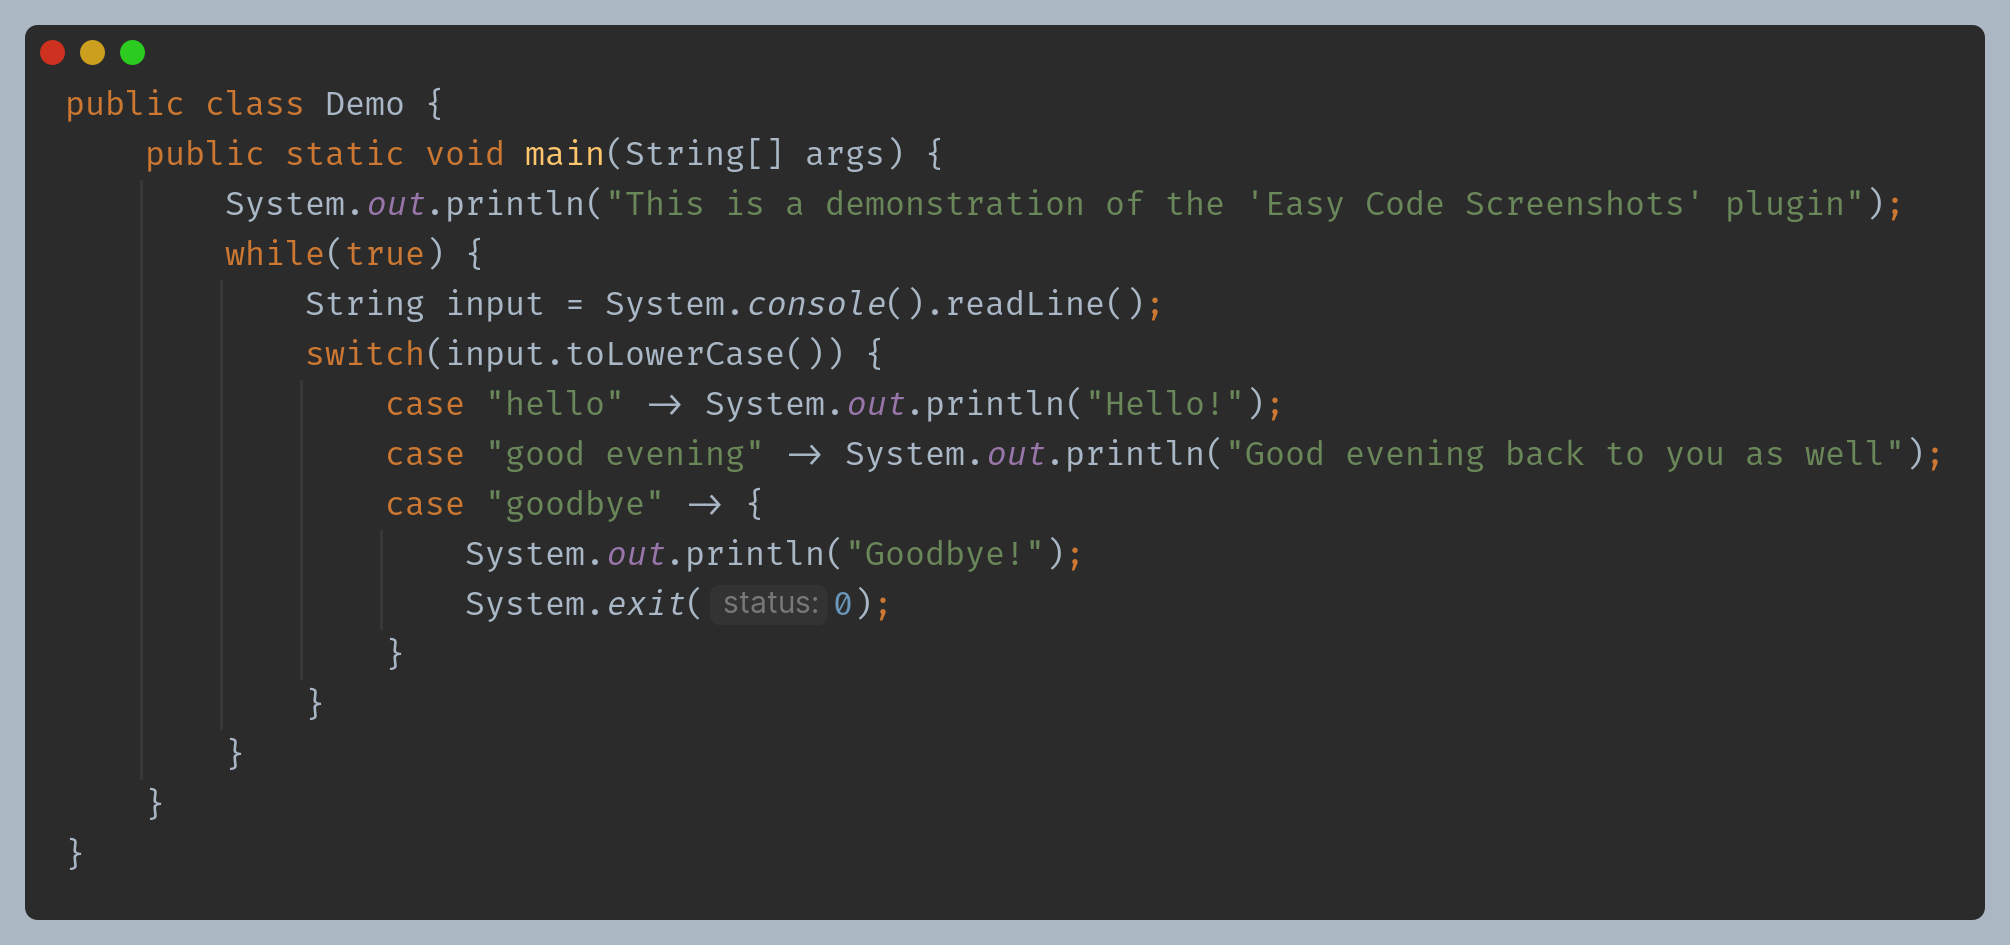 public class Demo {
    public static void main(String[] args) {
        System.out.println("This is a demonstration of the 'Easy Code Screenshots' plugin");
        while(true) {
            String input = System.console().readLine();
            switch(input.toLowerCase()) {
                case "hello" -> System.out.println("Hello!");
                case "good evening" -> System.out.println("Good evening back to you as well");
                case "goodbye" -> {
                    System.out.println("Goodbye!");
                    System.exit( status: 0);
                }
            }
        }
    }
}